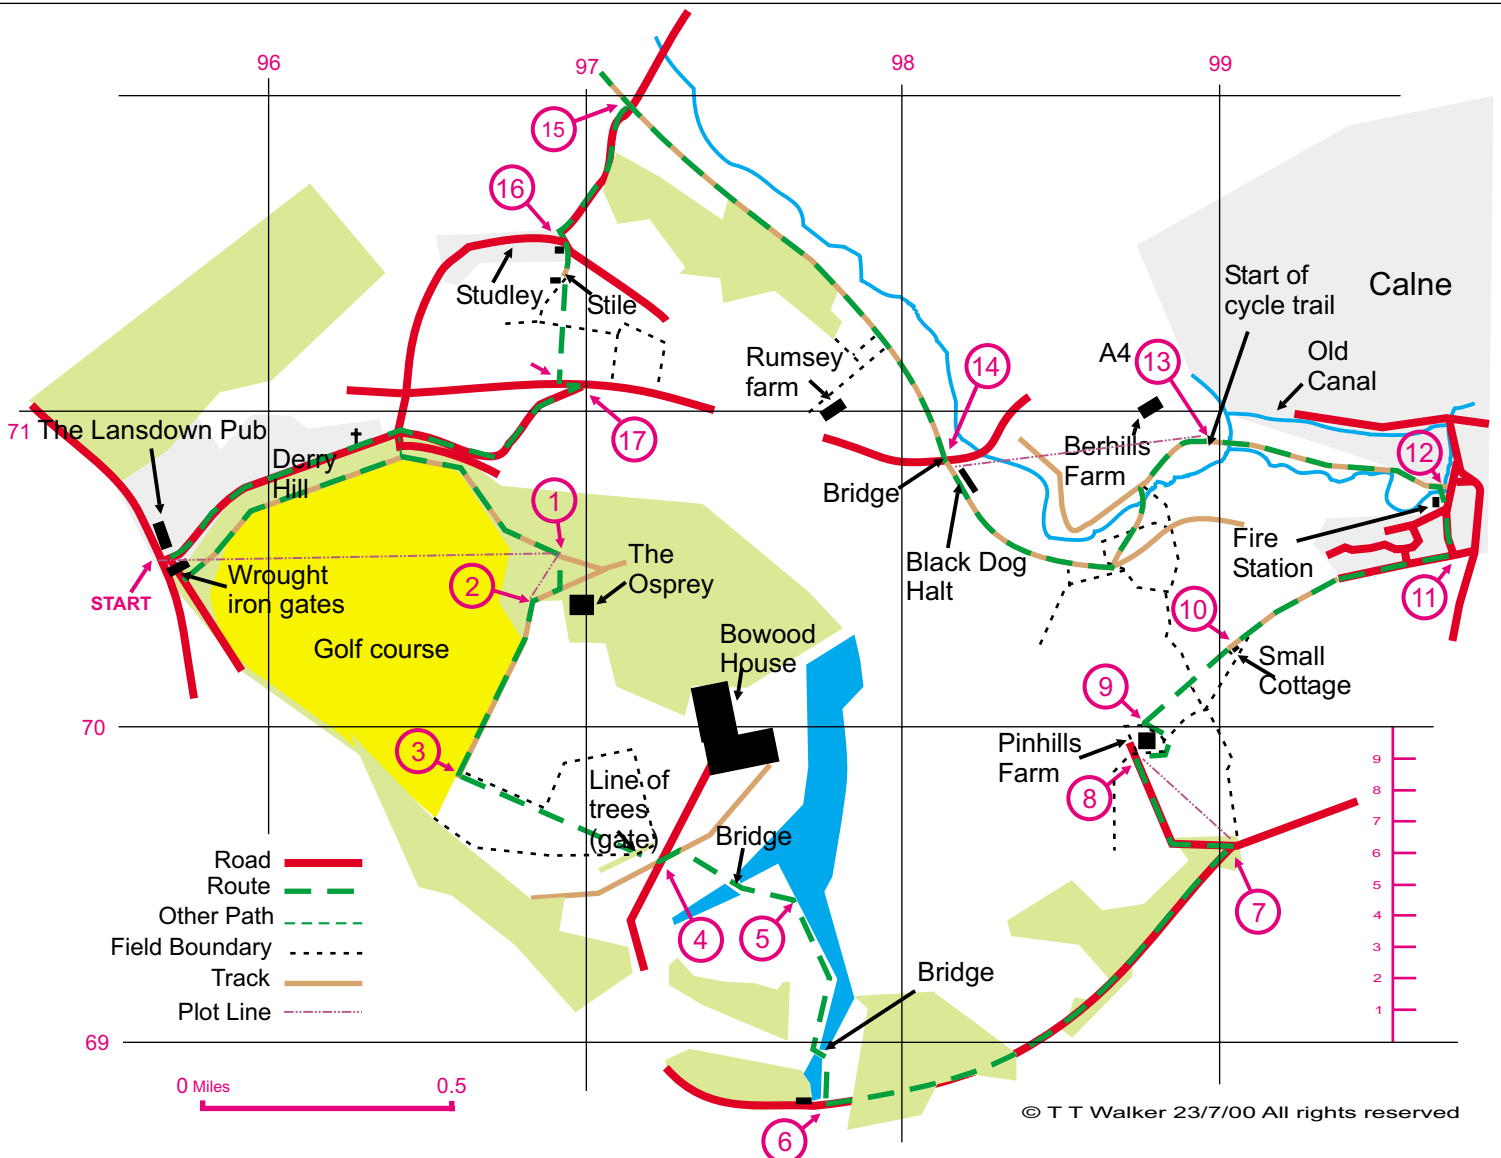 96
97
98
99
15
16
Studley
Stile
Start of
cycle trail
Calne
Rumsey
farm
14
A4
13
Old
Canal
71
The Lansdown Pub
17
Derry
Hill
Berhills
Farm
12
Bridge
1
Black Dog
Halt
Fire
Station
The
Osprey
2
START
Wrought
iron gates
10
11
Golf course
Bowood
House
Small
Cottage
9
70
3
Pinhills
Farm
Line of
trees
(gate)
8
Bridge
9
8
7
6
5
4
3
2
1
Road
Route
Other Path
Field Boundary
Track
Plot Line
4
5
7
Bridge
69
0 Miles
0.5
6
© T T Walker 23/7/00 All rights reserved